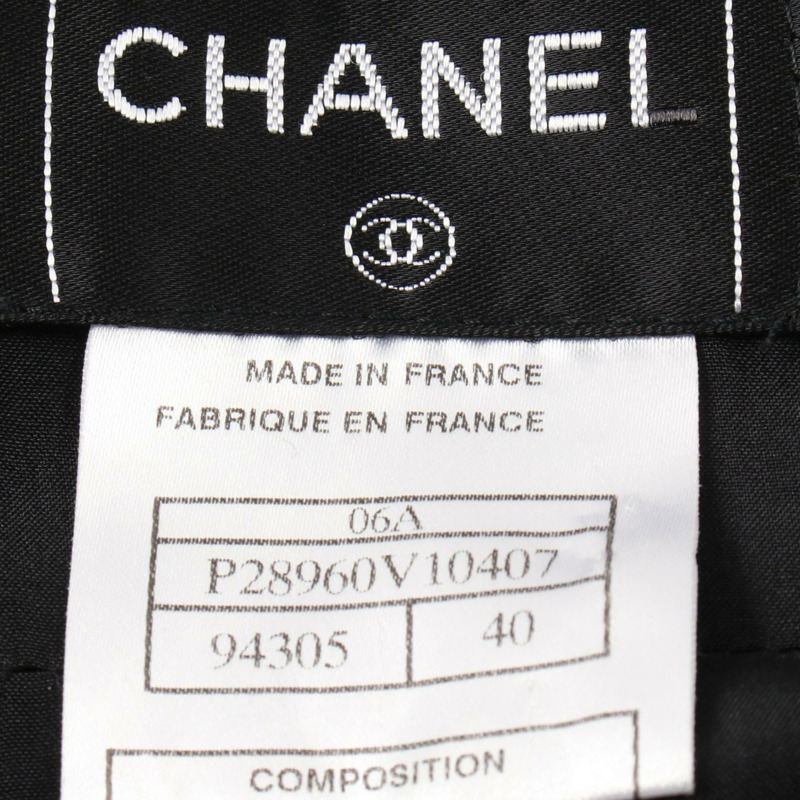 CHANEL
MADE IN FRANCE
FABRIQUE EN FRANCE
06A
P28960V10407
94305 40
COMPOSITION